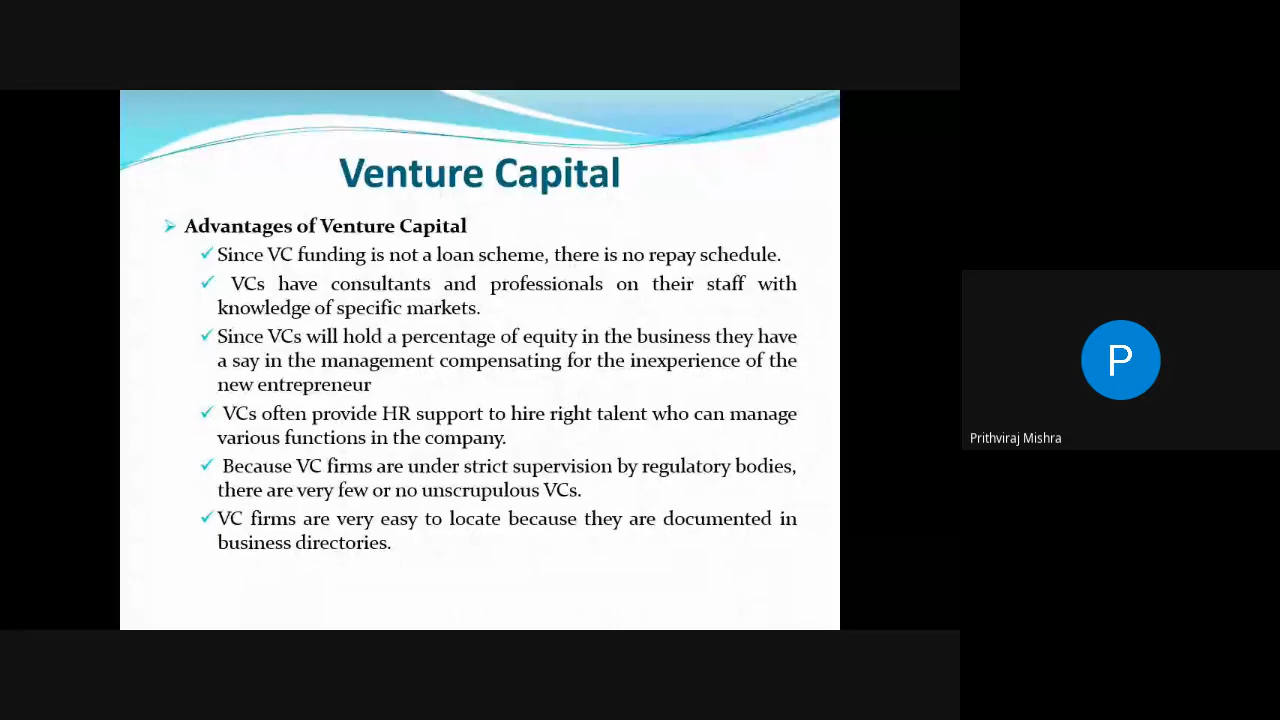 Venture Capital
Advantages of Venture Capital
Since VC funding is not a loan scheme, there is no repay schedule.
VCs have consultants and professionals on their staff with
knowledge of specific markets.
Since VCs will hold a percentage of equity in the business they have
a say in the management compensating for the inexperience of the
new entrepreneur
VCs often provide HR support to hire right talent who can manage
various functions in the company.
Because VC firms are under strict supervision by regulatory bodies,
there are very few or no unscrupulous VCs.
VC firms are very easy to locate because they are documented in
business directories.
P
Prithviraj Mishra